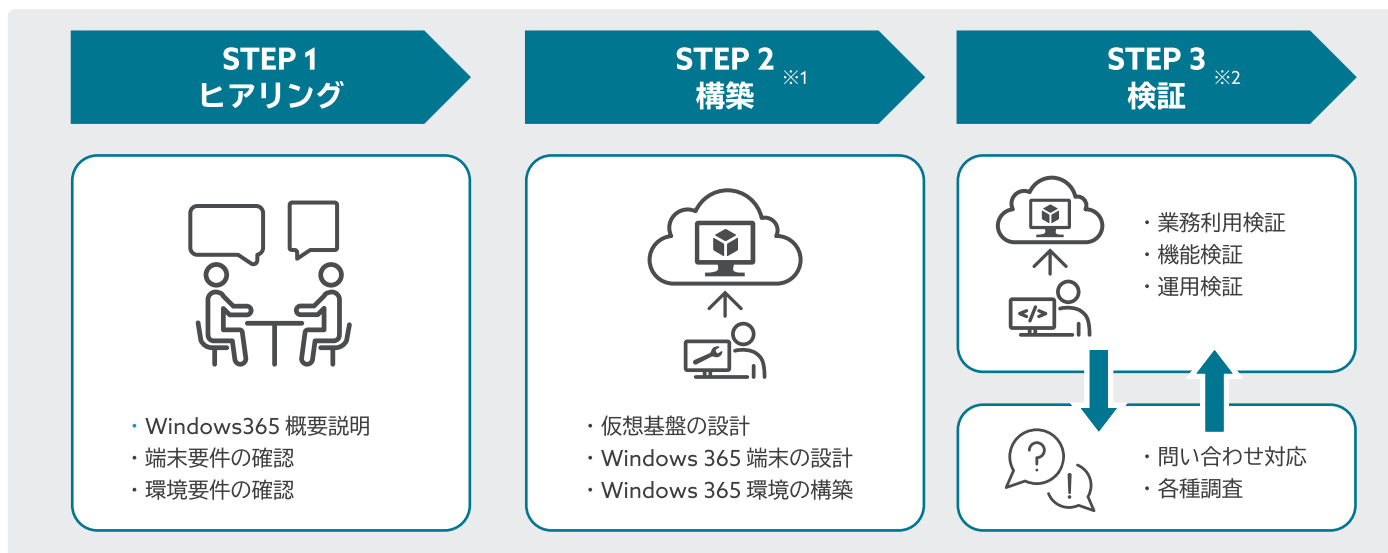 STEP 1
ヒアリング
・Windows365 概要説明
・端末要件の確認
・環境要件の確認
STEP 2
構築 ※1
・仮想基盤の設計
・Windows 365 端末の設計
・Windows 365 環境の構築
STEP 3
検証 ※2
</>
・業務利用検証
・機能検証
・運用検証
?
!
・問い合わせ対応
・各種調査